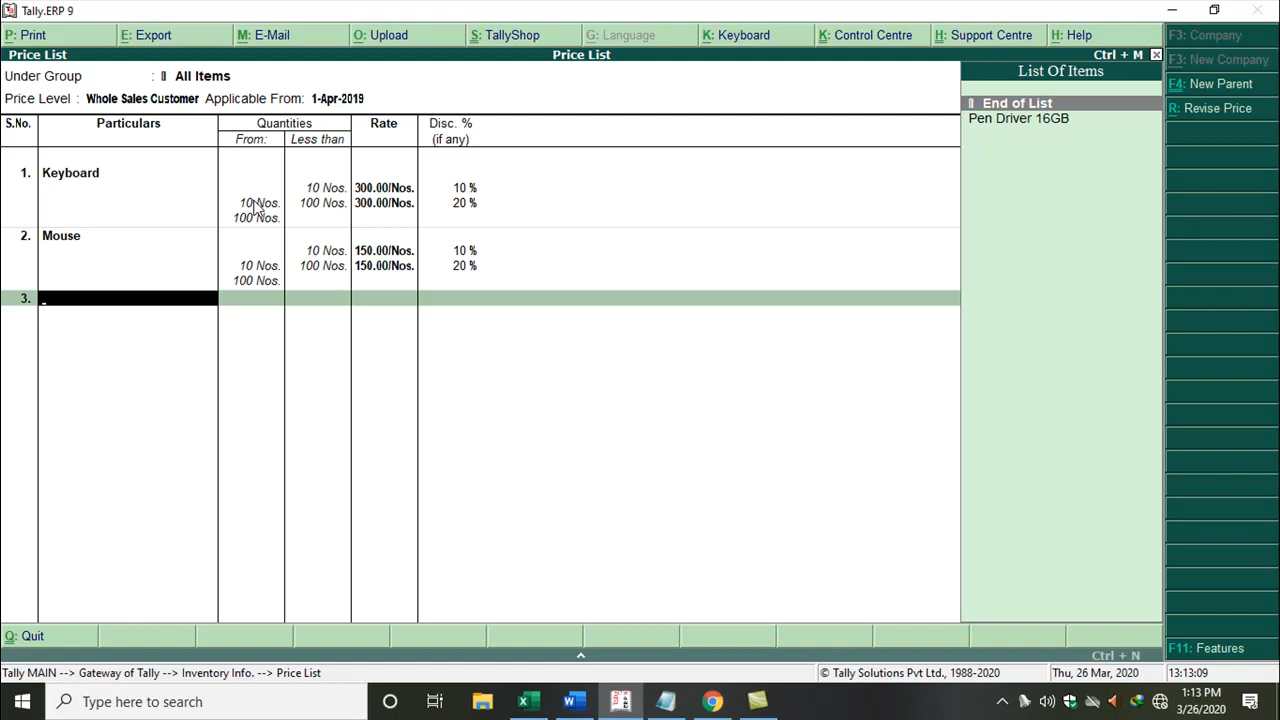 Tally.ERP 9
P: Print
E: Export
M: E-Mail
O: Upload
S: TallyShop
G: Language
K: Keyboard
K: Control Centre
H: Support Centre
H: Help
F3: Company
Price List
Price List
Ctrl + M
F3: New Company
Under Group : All Items
List Of Items
F4: New Parent
Price Level : Whole Sales Customer Applicable From: 1-Apr-2019
End of List
R: Revise Price
S.No. Particulars Quantities Rate Disc. %
Pen Driver 16GB
From: Less than (if any)
1. Keyboard
10 Nos. 300.00/Nos. 10 %
10 Nos. 100 Nos. 300.00/Nos. 20 %
100 Nos.
2. Mouse
10 Nos. 150.00/Nos. 10 %
10 Nos. 100 Nos. 150.00/Nos. 20 %
100 Nos.
3.
Q: Quit
F11: Features
Ctrl + N
Tally MAIN --> Gateway of Tally --> Inventory Info. --> Price List
© Tally Solutions Pvt Ltd., 1988-2020
Thu, 26 Mar, 2020
13:13:09
Type here to search
1:13 PM
3/26/2020